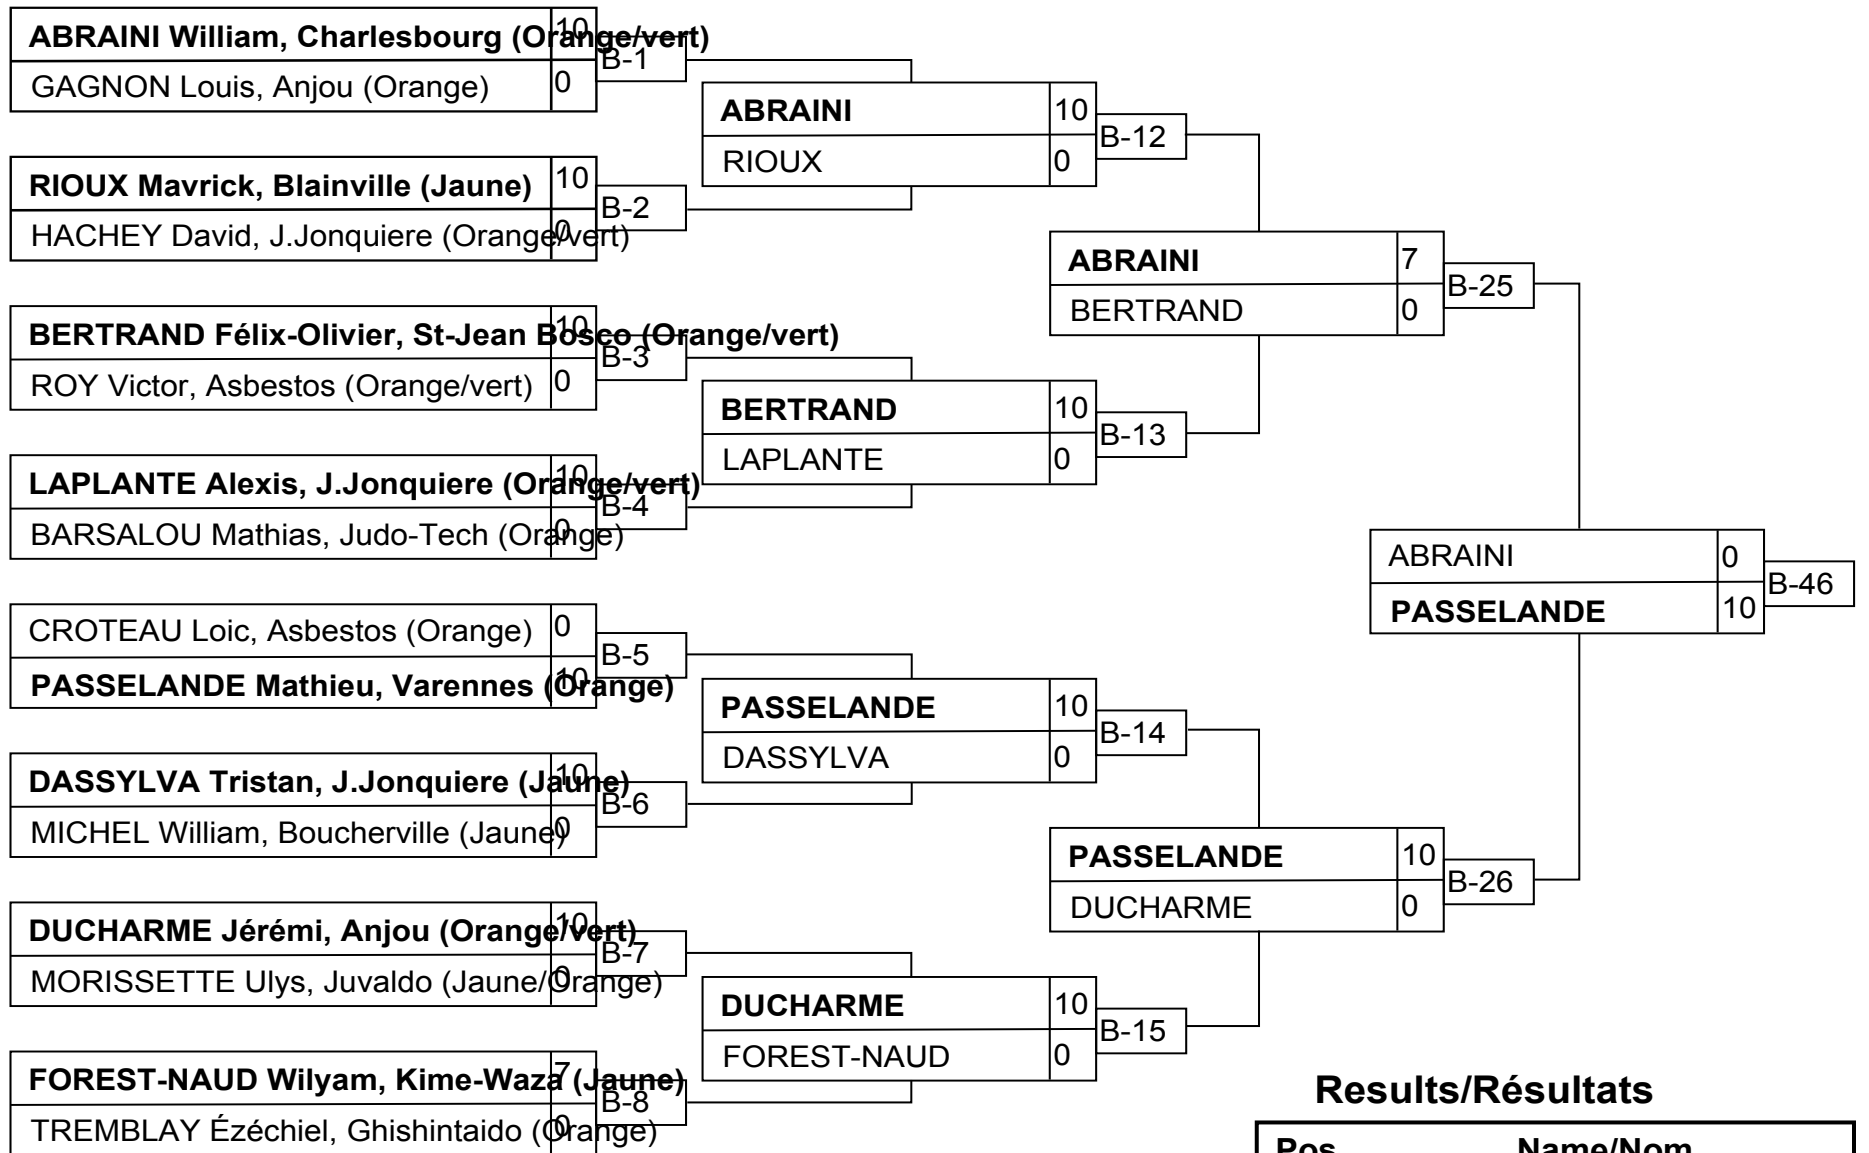 ABRAINI William, Charlesbourg (Orange/vert) 10
GAGNON Louis, Anjou (Orange) 0
B-1
RIOUX Mavrick, Blainville (Jaune) 10
HACHEY David, J.Jonquiere (Orange/vert) 0
B-2
BERTRAND Félix-Olivier, St-Jean Bosco (Orange/vert) 10
ROY Victor, Asbestos (Orange/vert) 0
B-3
LAPLANTE Alexis, J.Jonquiere (Orange/vert) 10
BARSALOU Mathias, Judo-Tech (Orange) 0
B-4
CROTEAU Loic, Asbestos (Orange) 0
PASSELANDE Mathieu, Varennes (Orange) 10
B-5
DASSYLVA Tristan, J.Jonquiere (Jaune) 10
MICHEL William, Boucherville (Jaune) 0
B-6
DUCHARME Jérémi, Anjou (Orange/vert) 10
MORISSETTE Ulys, Juvaldo (Jaune/Orange) 0
B-7
FOREST-NAUD Wilyam, Kime-Waza (Jaune) 7
TREMBLAY Ézéchiel, Ghishintaido (Orange) 0
B-8
ABRAINI 10
RIOUX 0
B-12
BERTRAND 10
LAPLANTE 0
B-13
PASSELANDE 10
DASSYLVA 0
B-14
DUCHARME 10
FOREST-NAUD 0
B-15
ABRAINI 7
BERTRAND 0
B-25
PASSELANDE 10
DUCHARME 0
B-26
ABRAINI 0
PASSELANDE 10
B-46
Results/Résultats
Pos Name/Nom